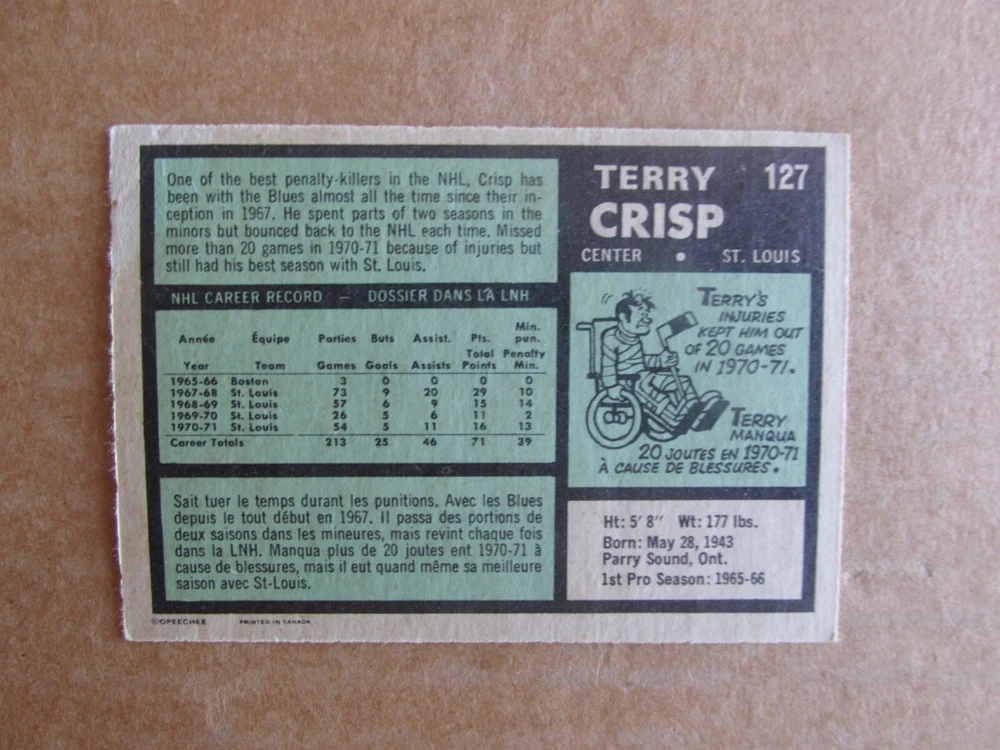 One of the best penalty-killers in the NHL, Crisp has
been with the Blues almost all the time since their in-
ception in 1967. He spent parts of two seasons in the
minors but bounced back to the NHL each time. Missed
more than 20 games in 1970-71 because of injuries but
still had his best season with St. Louis.
TERRY 127
CRISP
CENTER • ST. LOUIS
NHL CAREER RECORD — DOSSIER DANS LA LNH
Année Équipe Parties Buts Assist. Pts. Min. pun.
Year Team Games Goals Assists Total Points Penalty Min.
1965-66 Boston 3 0 0 0 0
1967-68 St. Louis 73 9 20 29 10
1968-69 St. Louis 57 6 9 15 14
1969-70 St. Louis 26 5 6 11 2
1970-71 St. Louis 54 5 11 16 13
Career Totals 213 25 46 71 39
TERRY'S
INJURIES
KEPT HIM OUT
OF 20 GAMES
IN 1970-71.
TERRY
MANQUA
20 JOUTES EN 1970-71
À CAUSE DE BLESSURES.
Sait tuer le temps durant les punitions. Avec les Blues
depuis le tout début en 1967. Il passa des portions de
deux saisons dans les mineures, mais revint chaque fois
dans la LNH. Manqua plus de 20 joutes ent 1970-71 à
cause de blessures, mais il eut quand même sa meilleure
saison avec St-Louis.
Ht: 5' 8" Wt: 177 lbs.
Born: May 28, 1943
Parry Sound, Ont.
1st Pro Season: 1965-66
©OPEECHEE PRINTED IN CANADA